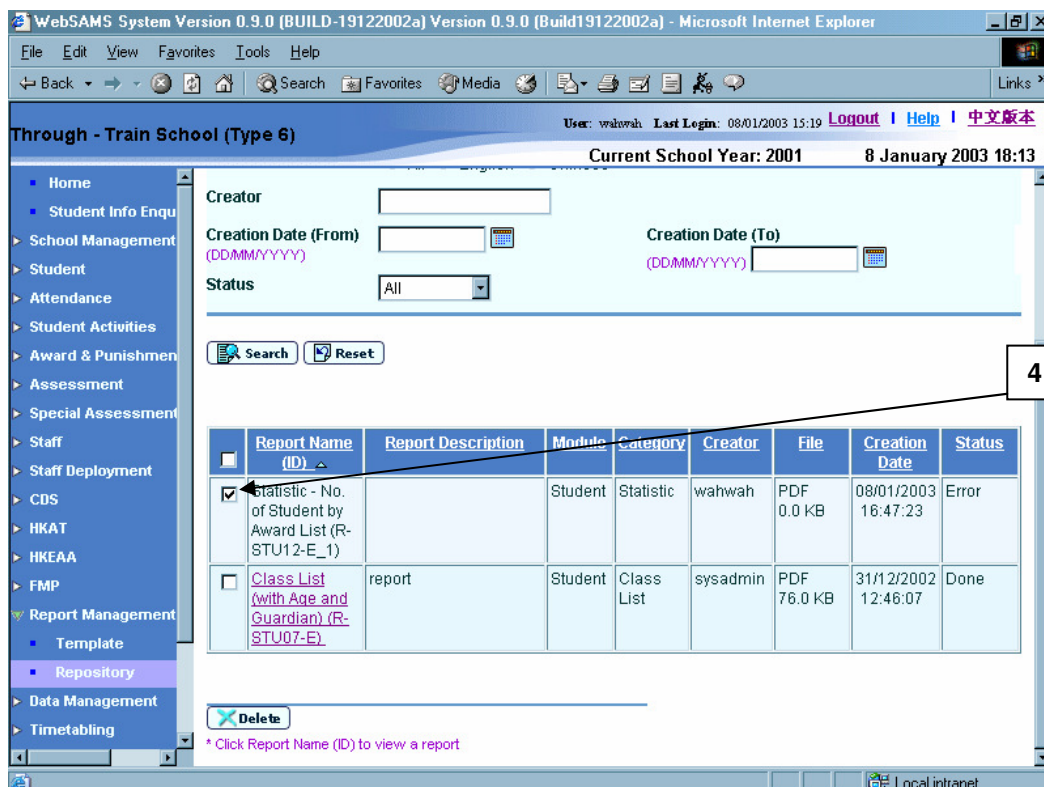 WebSAMS System Version 0.9.0 (BUILD-19122002a) Version 0.9.0 (Build19122002a) - Microsoft Internet Explorer
File Edit View Favorites Tools Help
Back Search Favorites Media Links
Through - Train School (Type 6)
User: wahwah Last Login: 08/01/2003 15:19 Logout | Help | 中文版本
Current School Year: 2001 8 January 2003 18:13
Home
Student Info Enqu
School Management
Student
Attendance
Student Activities
Award & Punishmen
Assessment
Special Assessment
Staff
Staff Deployment
CDS
HKAT
HKEAA
FMP
Report Management
Template
Repository
Data Management
Timetabling
Creator
Creation Date (From)
(DD/MM/YYYY)
Creation Date (To)
(DD/MM/YYYY)
Status
All
Search Reset
4
Report Name (ID) Report Description Module Category Creator File Creation Date Status
Statistic - No. of Student by Award List (R-STU12-E_1) Student Statistic wahwah PDF 0.0 KB 08/01/2003 16:47:23 Error
Class List (with Age and Guardian) (R-STU07-E) report Student Class List sysadmin PDF 76.0 KB 31/12/2002 12:46:07 Done
Delete
* Click Report Name (ID) to view a report
Local intranet